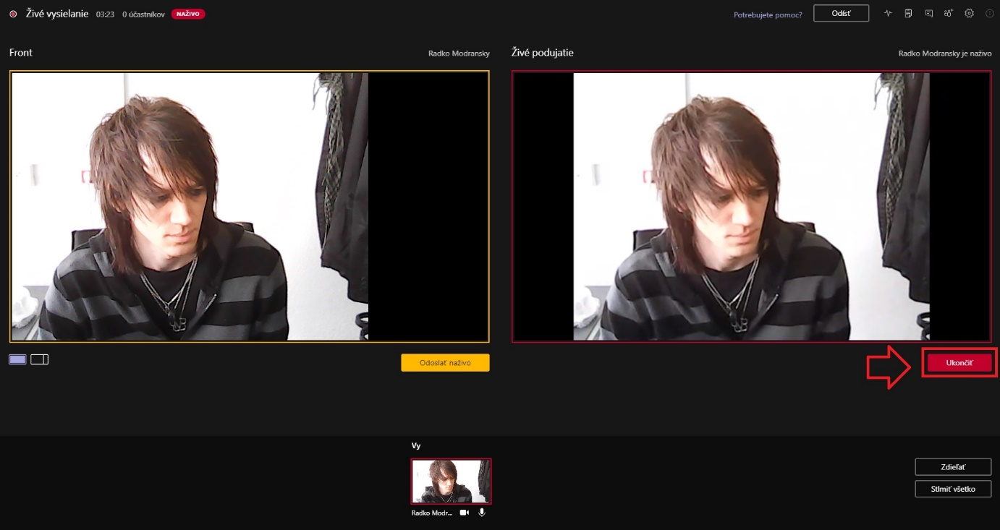 Živé vysielanie 03:23 0 účastníkov NAŽIVO Potrebujete pomoc? Odísť
Front Radko Modransky Živé podujatie Radko Modransky je naživo
Odoslať naživo Ukončiť
Vy
Zdieľať
Stlmiť všetko
Radko Modr...